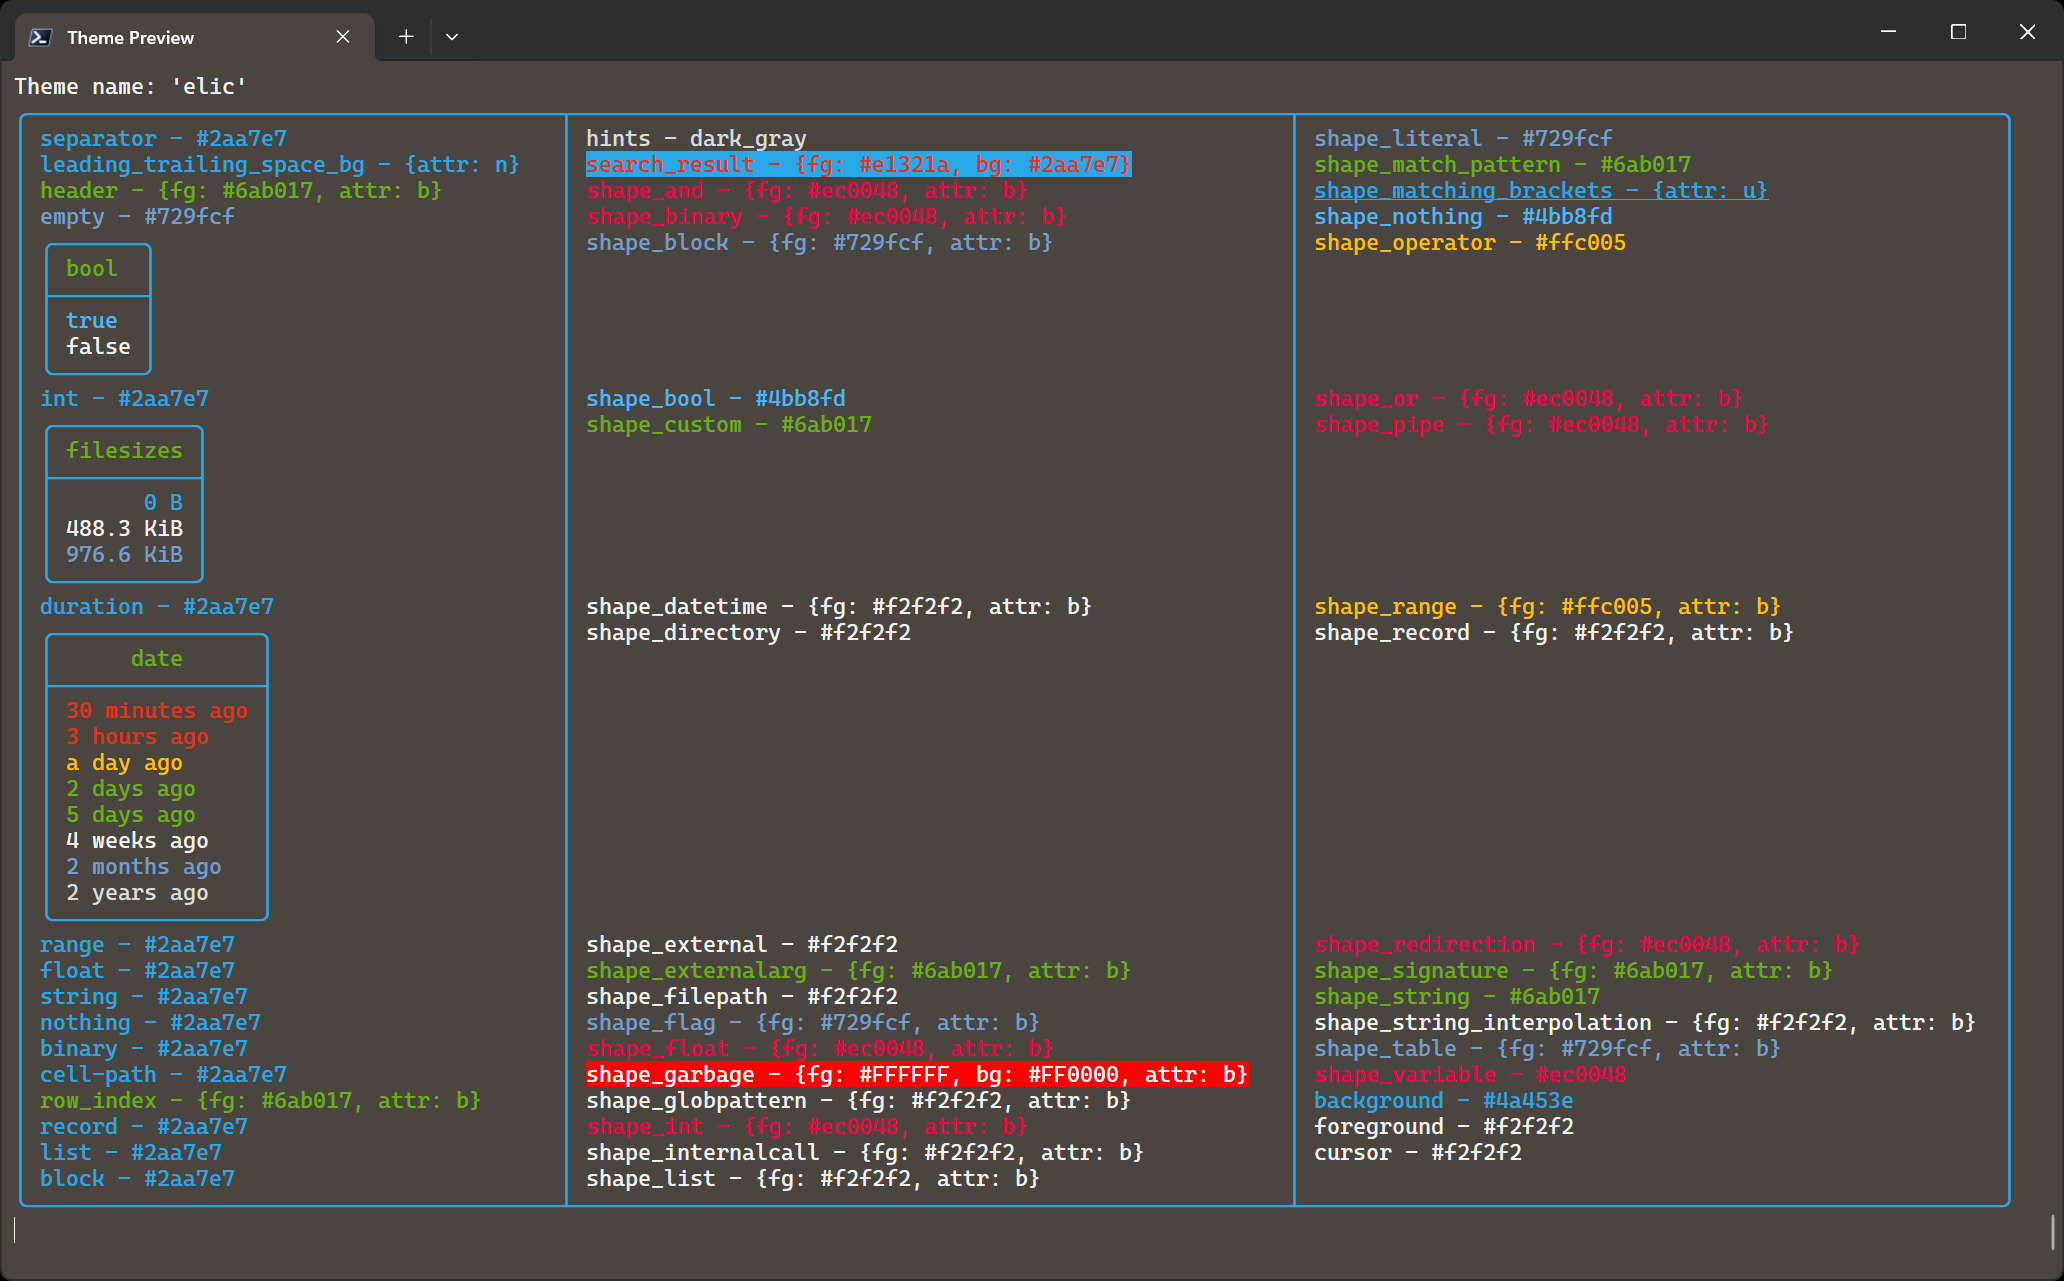 Theme Preview
Theme name: 'elic'
separator - #2aa7e7
leading_trailing_space_bg - {attr: n}
header - {fg: #6ab017, attr: b}
empty - #729fcf
bool
true
false
int - #2aa7e7
filesizes
0 B
488.3 KiB
976.6 KiB
duration - #2aa7e7
date
30 minutes ago
3 hours ago
a day ago
2 days ago
5 days ago
4 weeks ago
2 months ago
2 years ago
range - #2aa7e7
float - #2aa7e7
string - #2aa7e7
nothing - #2aa7e7
binary - #2aa7e7
cell-path - #2aa7e7
row_index - {fg: #6ab017, attr: b}
record - #2aa7e7
list - #2aa7e7
block - #2aa7e7
hints - dark_gray
search_result - {fg: #e1321a, bg: #2aa7e7}
shape_and - {fg: #ec0048, attr: b}
shape_binary - {fg: #ec0048, attr: b}
shape_block - {fg: #729fcf, attr: b}
shape_bool - #4bb8fd
shape_custom - #6ab017
shape_datetime - {fg: #f2f2f2, attr: b}
shape_directory - #f2f2f2
shape_external - #f2f2f2
shape_externalarg - {fg: #6ab017, attr: b}
shape_filepath - #f2f2f2
shape_flag - {fg: #729fcf, attr: b}
shape_float - {fg: #ec0048, attr: b}
shape_garbage - {fg: #FFFFFF, bg: #FF0000, attr: b}
shape_globpattern - {fg: #f2f2f2, attr: b}
shape_int - {fg: #ec0048, attr: b}
shape_internalcall - {fg: #f2f2f2, attr: b}
shape_list - {fg: #f2f2f2, attr: b}
shape_literal - #729fcf
shape_match_pattern - #6ab017
shape_matching_brackets - {attr: u}
shape_nothing - #4bb8fd
shape_operator - #ffc005
shape_or - {fg: #ec0048, attr: b}
shape_pipe - {fg: #ec0048, attr: b}
shape_range - {fg: #ffc005, attr: b}
shape_record - {fg: #f2f2f2, attr: b}
shape_redirection - {fg: #ec0048, attr: b}
shape_signature - {fg: #6ab017, attr: b}
shape_string - #6ab017
shape_string_interpolation - {fg: #f2f2f2, attr: b}
shape_table - {fg: #729fcf, attr: b}
shape_variable - #ec0048
background - #4a453e
foreground - #f2f2f2
cursor - #f2f2f2